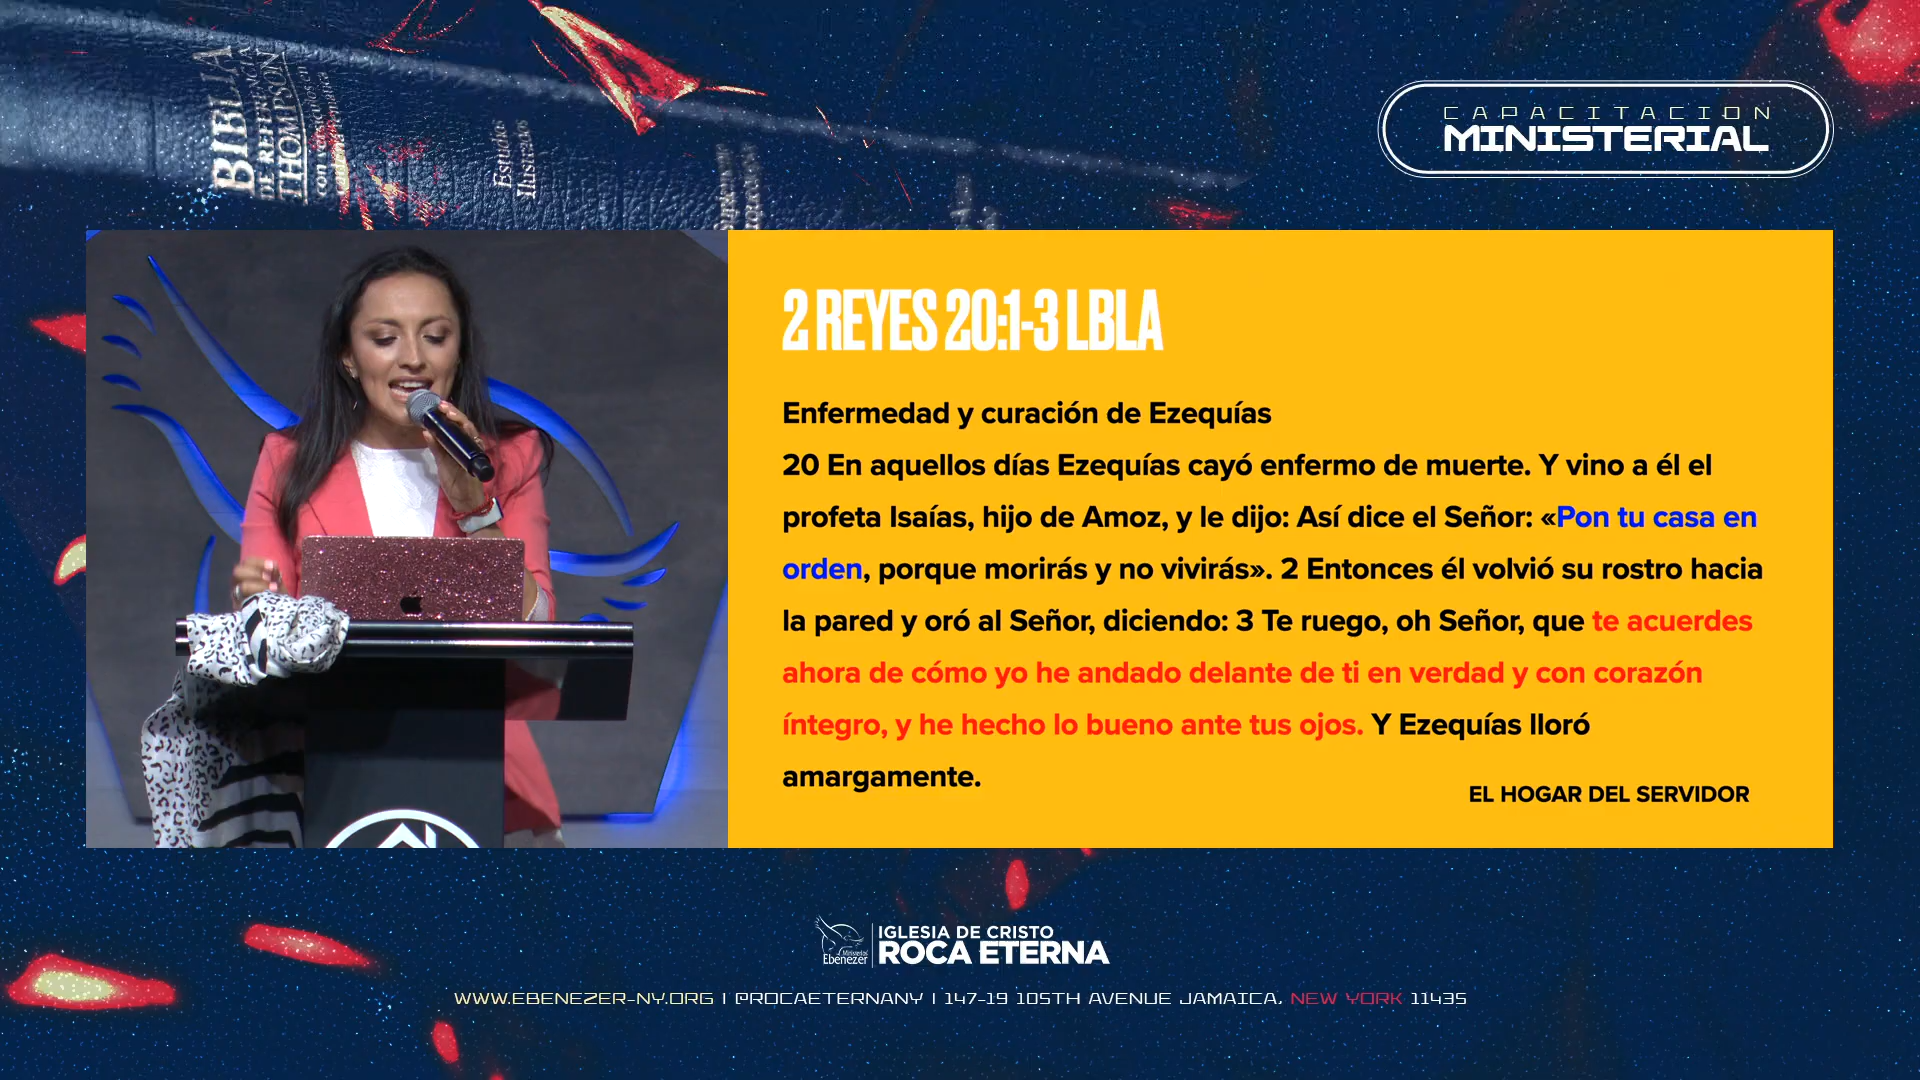 BIBLIA
DE REFERENCIA
THOMPSON
Estudios
Ilustrados
CAPACITACION
MINISTERIAL
2 REYES 20:1-3 LBLA
Enfermedad y curación de Ezequías
20 En aquellos días Ezequías cayó enfermo de muerte. Y vino a él el
profeta Isaías, hijo de Amoz, y le dijo: Así dice el Señor: «Pon tu casa en
orden, porque morirás y no vivirás». 2 Entonces él volvió su rostro hacia
la pared y oró al Señor, diciendo: 3 Te ruego, oh Señor, que te acuerdes
ahora de cómo yo he andado delante de ti en verdad y con corazón
íntegro, y he hecho lo bueno ante tus ojos. Y Ezequías lloró
amargamente.
EL HOGAR DEL SERVIDOR
Ministerios
Ebenezer
IGLESIA DE CRISTO
ROCA ETERNA
WWW.EBENEZER-NY.ORG | @ROCAETERNANY | 147-19 105TH AVENUE JAMAICA, NEW YORK 11435